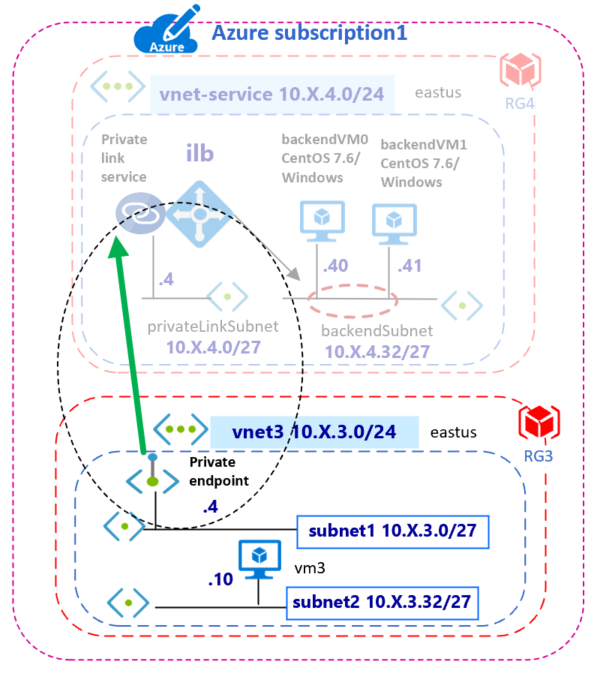 Azure subscription1
Azure
RG4
vnet-service 10.X.4.0/24
eastus
Private
link
service
ilb
backendVM0
CentOS 7.6/
Windows
backendVM1
CentOS 7.6/
Windows
.4
.40
.41
privateLinkSubnet
10.X.4.0/27
backendSubnet
10.X.4.32/27
vnet3 10.X.3.0/24
eastus
RG3
Private
endpoint
.4
subnet1 10.X.3.0/27
vm3
.10
subnet2 10.X.3.32/27